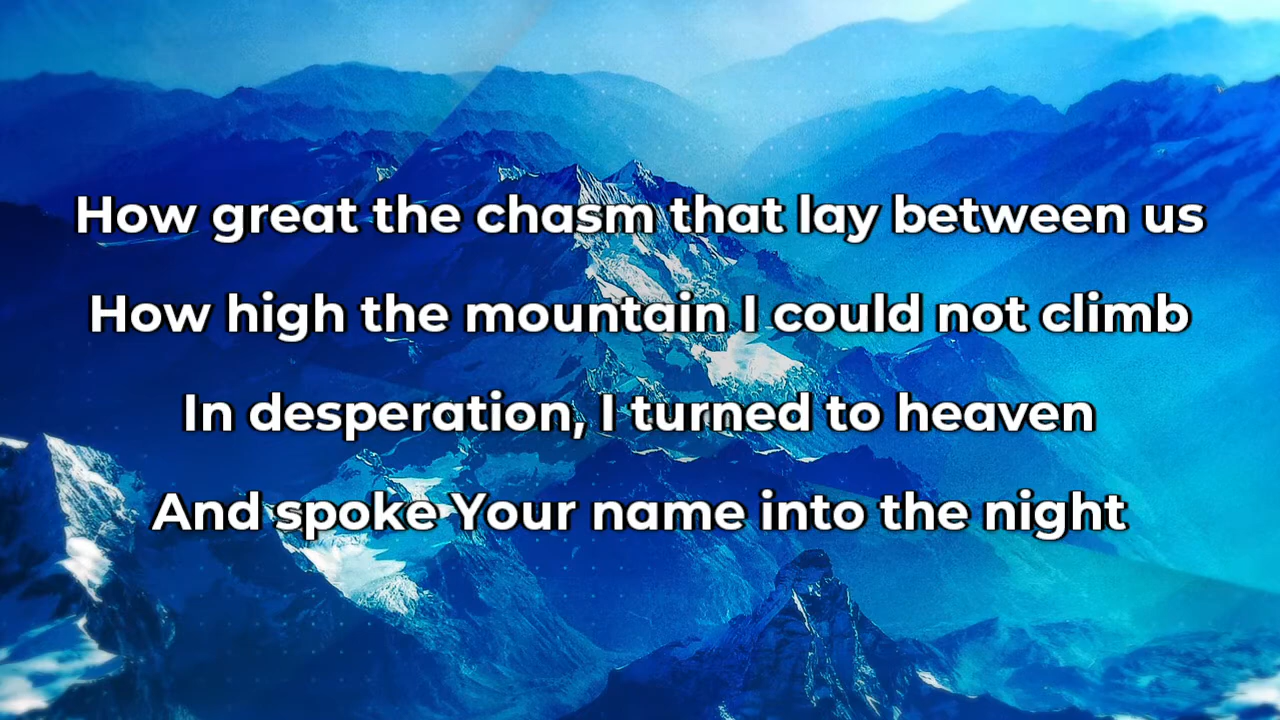 How great the chasm that lay between us
How high the mountain I could not climb
In desperation, I turned to heaven
And spoke Your name into the night